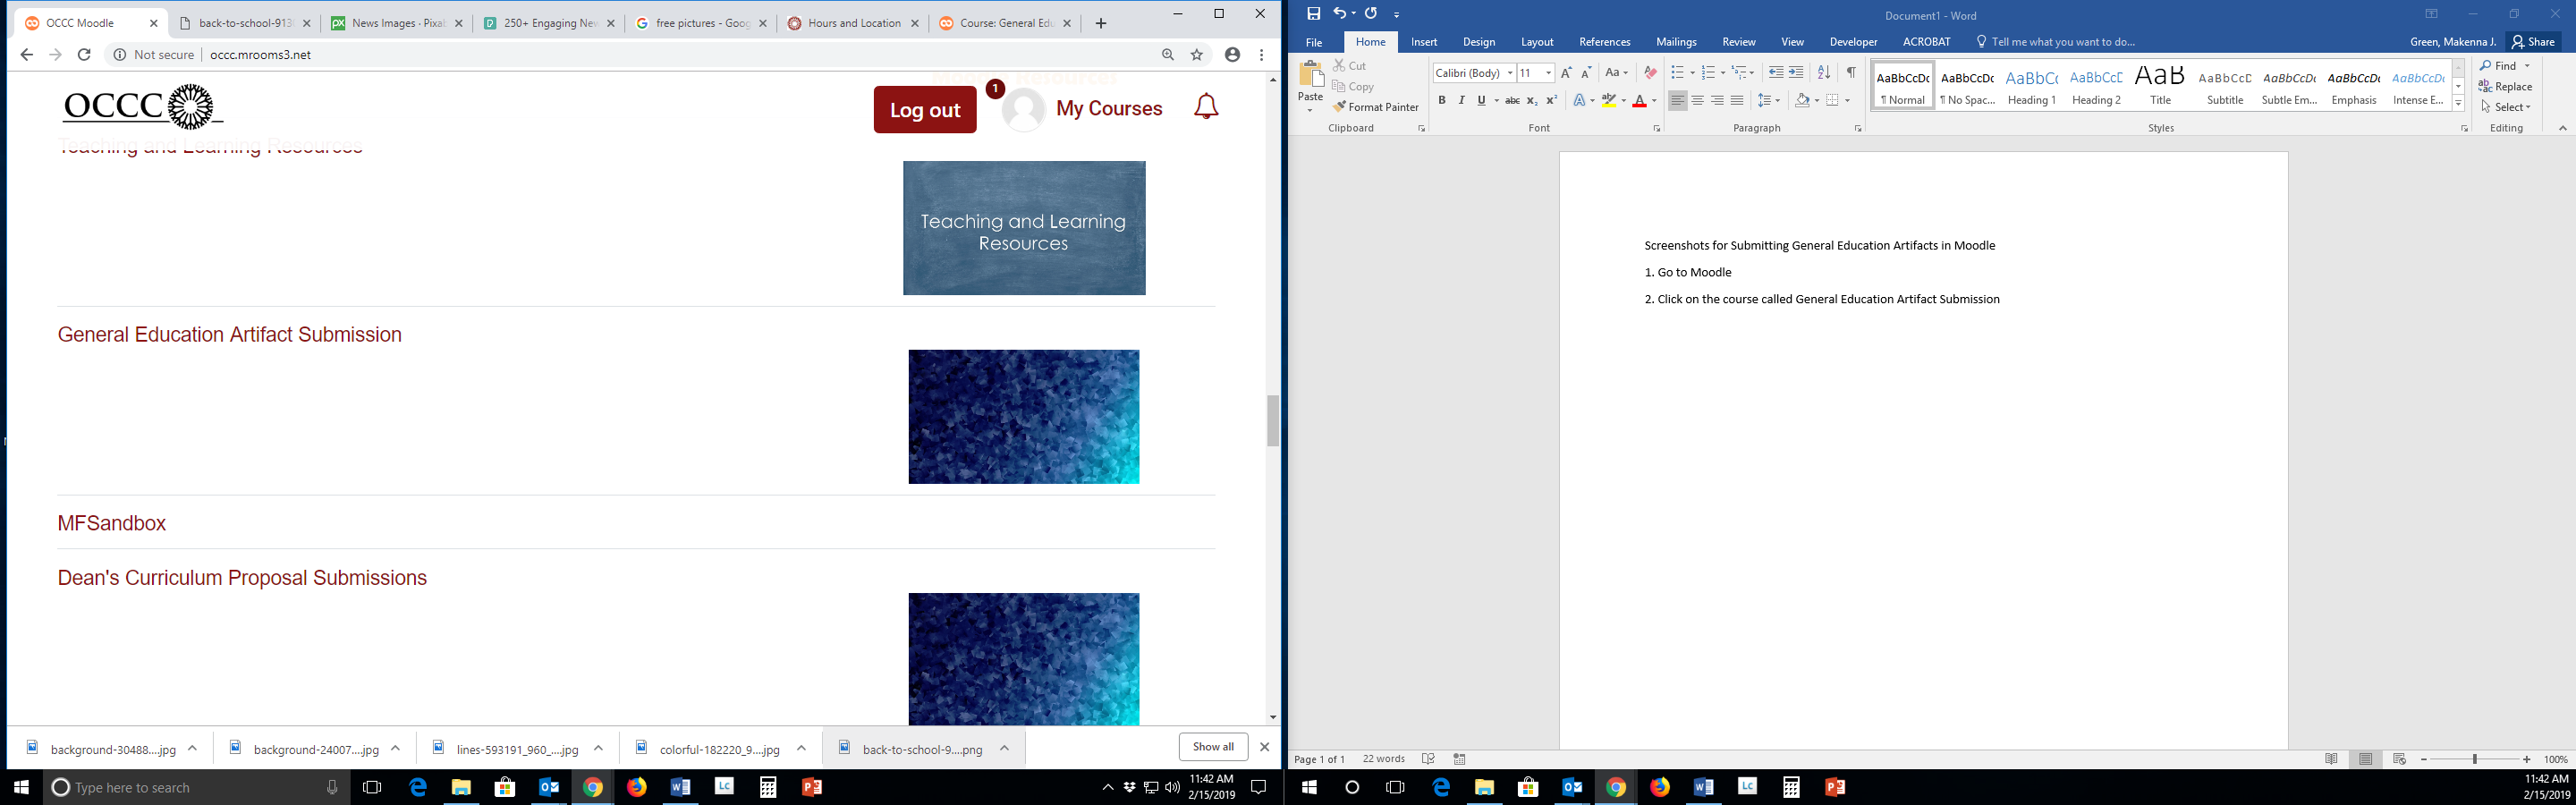 OCCC Moodle
back-to-school-913
News Images - Pixab
250+ Engaging New
free pictures - Goog
Hours and Location
Course: General Edu
Not secure
occc.mrooms3.net
OCCC
Log out
1
My Courses
Teaching and Learning Resources
Teaching and Learning
Resources
General Education Artifact Submission
MFSandbox
Dean's Curriculum Proposal Submissions
background-30488....jpg
background-24007....jpg
lines-593191_960_....jpg
colorful-182220_9....jpg
back-to-school-9....png
Show all
Type here to search
11:42 AM
2/15/2019
Document1 - Word
File
Home
Insert
Design
Layout
References
Mailings
Review
View
Developer
ACROBAT
Tell me what you want to do...
Green, Makenna J.
Share
Paste
Cut
Copy
Format Painter
Clipboard
Calibri (Body)
11
Font
Paragraph
AaBbCcDc
¶ Normal
AaBbCcDc
¶ No Spac...
AaBbCc
Heading 1
AaBbCcD
Heading 2
AaB
Title
AaBbCcD
Subtitle
AaBbCcDc
Subtle Em...
AaBbCcDc
Emphasis
AaBbCcDc
Intense E...
Styles
Find
Replace
Select
Editing
Screenshots for Submitting General Education Artifacts in Moodle
1. Go to Moodle
2. Click on the course called General Education Artifact Submission
Page 1 of 1
22 words
100%
11:42 AM
2/15/2019